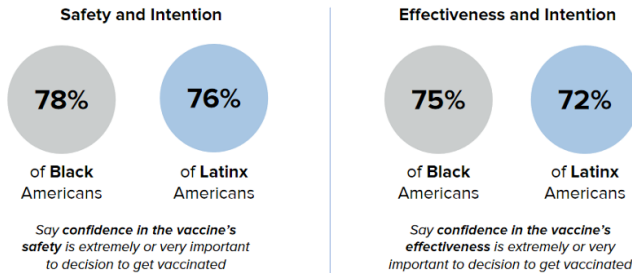 Safety and Intention
78%
76%
of Black
Americans
of Latinx
Americans
Say confidence in the vaccine's
safety is extremely or very important
to decision to get vaccinated
Effectiveness and Intention
75%
72%
of Black
Americans
of Latinx
Americans
Say confidence in the vaccine's
effectiveness is extremely or very
important to decision to get vaccinated